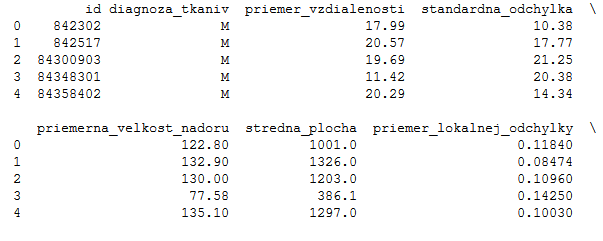 id diagnoza_tkaniv priemer_vzdialenosti standardna_odchylka \
0 842302 M 17.99 10.38
1 842517 M 20.57 17.77
2 84300903 M 19.69 21.25
3 84348301 M 11.42 20.38
4 84358402 M 20.29 14.34
priemerna_velkost_nadoru stredna_plocha priemer_lokalnej_odchylky \
0 122.80 1001.0 0.11840
1 132.90 1326.0 0.08474
2 130.00 1203.0 0.10960
3 77.58 386.1 0.14250
4 135.10 1297.0 0.10030